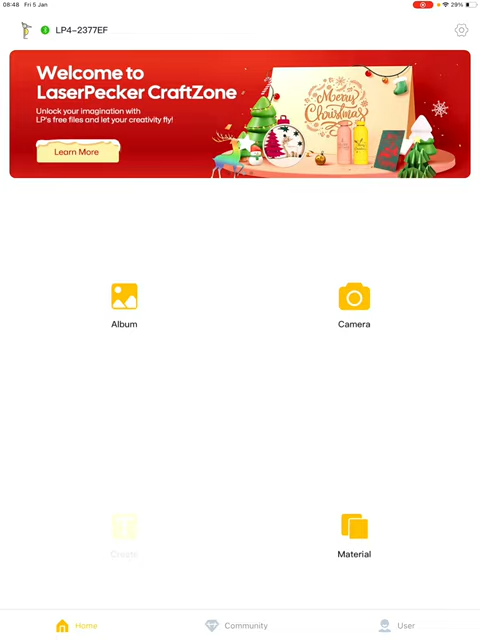 08:48 Fri 5 Jan
29%
LP4-2377EF
Welcome to
LaserPecker CraftZone
Unlock your imagination with
LP's free files and let your creativity fly!
Learn More
Merry
Christmas
Album
Camera
Create
Material
Home
Community
User